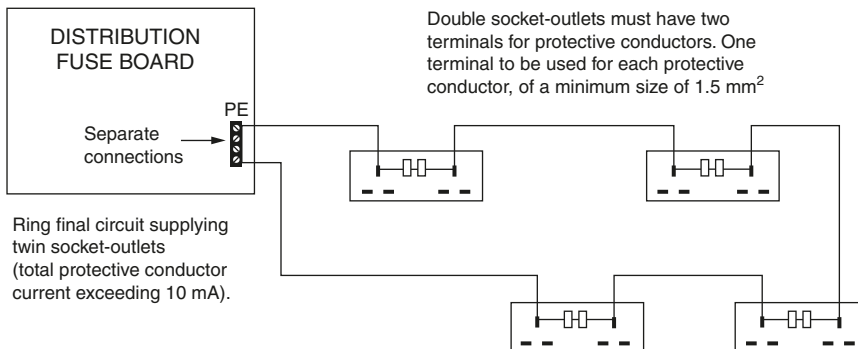 DISTRIBUTION
FUSE BOARD
PE
Separate
connections
Double socket-outlets must have two
terminals for protective conductors. One
terminal to be used for each protective
conductor, of a minimum size of 1.5 mm²
Ring final circuit supplying
twin socket-outlets
(total protective conductor
current exceeding 10 mA).